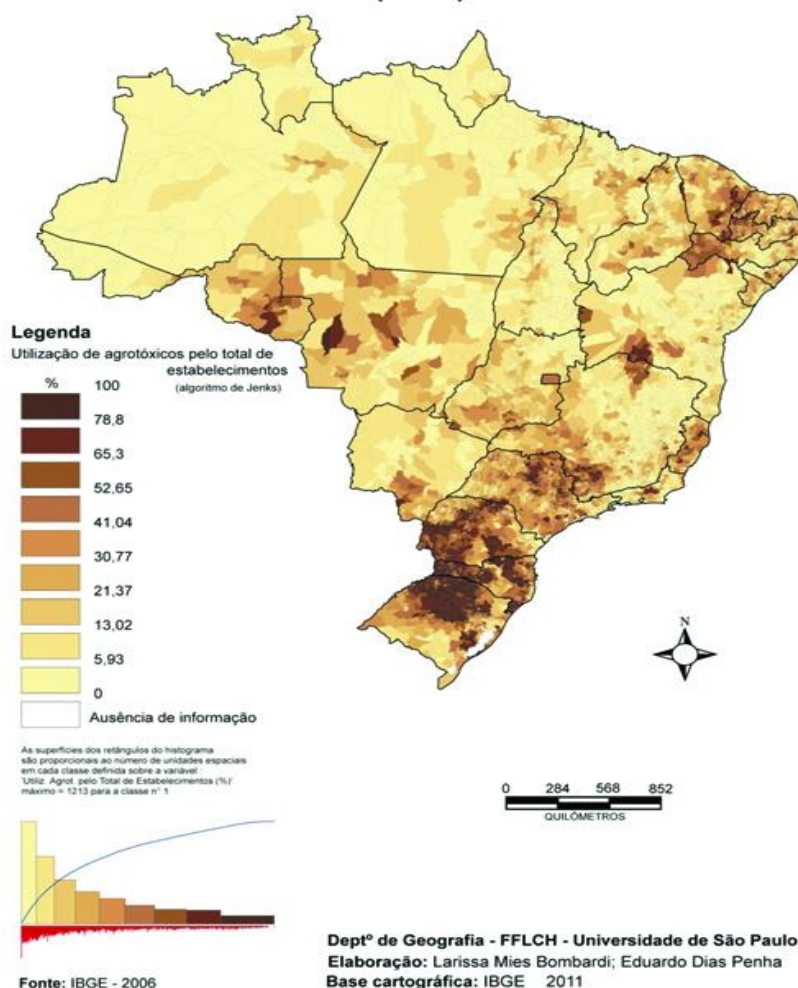 Legenda
Utilização de agrotóxicos pelo total de
estabelecimentos
(algoritmo de Jenks)
%
100
78,8
65,3
52,65
41,04
30,77
21,37
13,02
5,93
0
Ausência de informação
As superfícies dos retângulos do histograma
são proporcionais ao número de unidades espaciais
em cada classe definida sobre a variável :
'Utiliz. Agrot. pelo Total de Estabelecimentos (%)'
máximo = 1213 para a classe n° 1
N
0 284 568 852
QUILÔMETROS
Deptº de Geografia - FFLCH - Universidade de São Paulo
Elaboração: Larissa Mies Bombardi; Eduardo Dias Penha
Fonte: IBGE - 2006
Base cartográfica: IBGE 2011